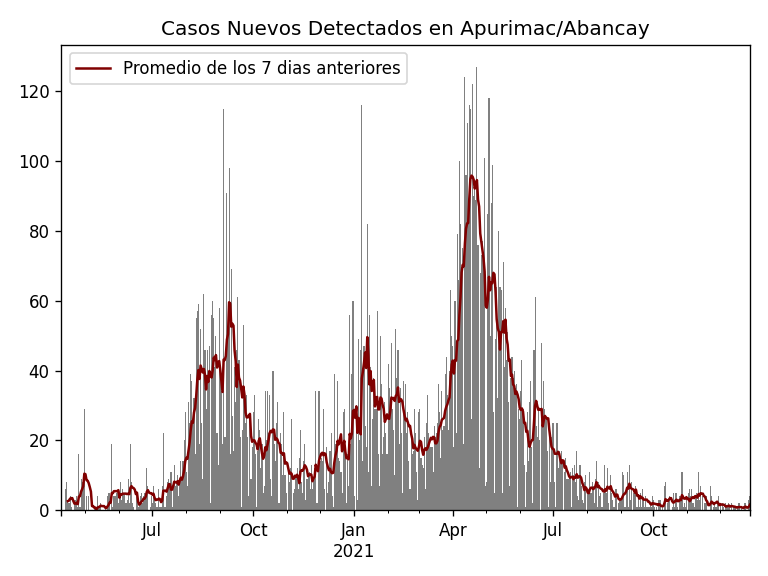 Casos Nuevos Detectados en Apurimac/Abancay
Promedio de los 7 dias anteriores
120
100
80
60
40
20
0
Jul Oct Jan Apr Jul Oct
2021